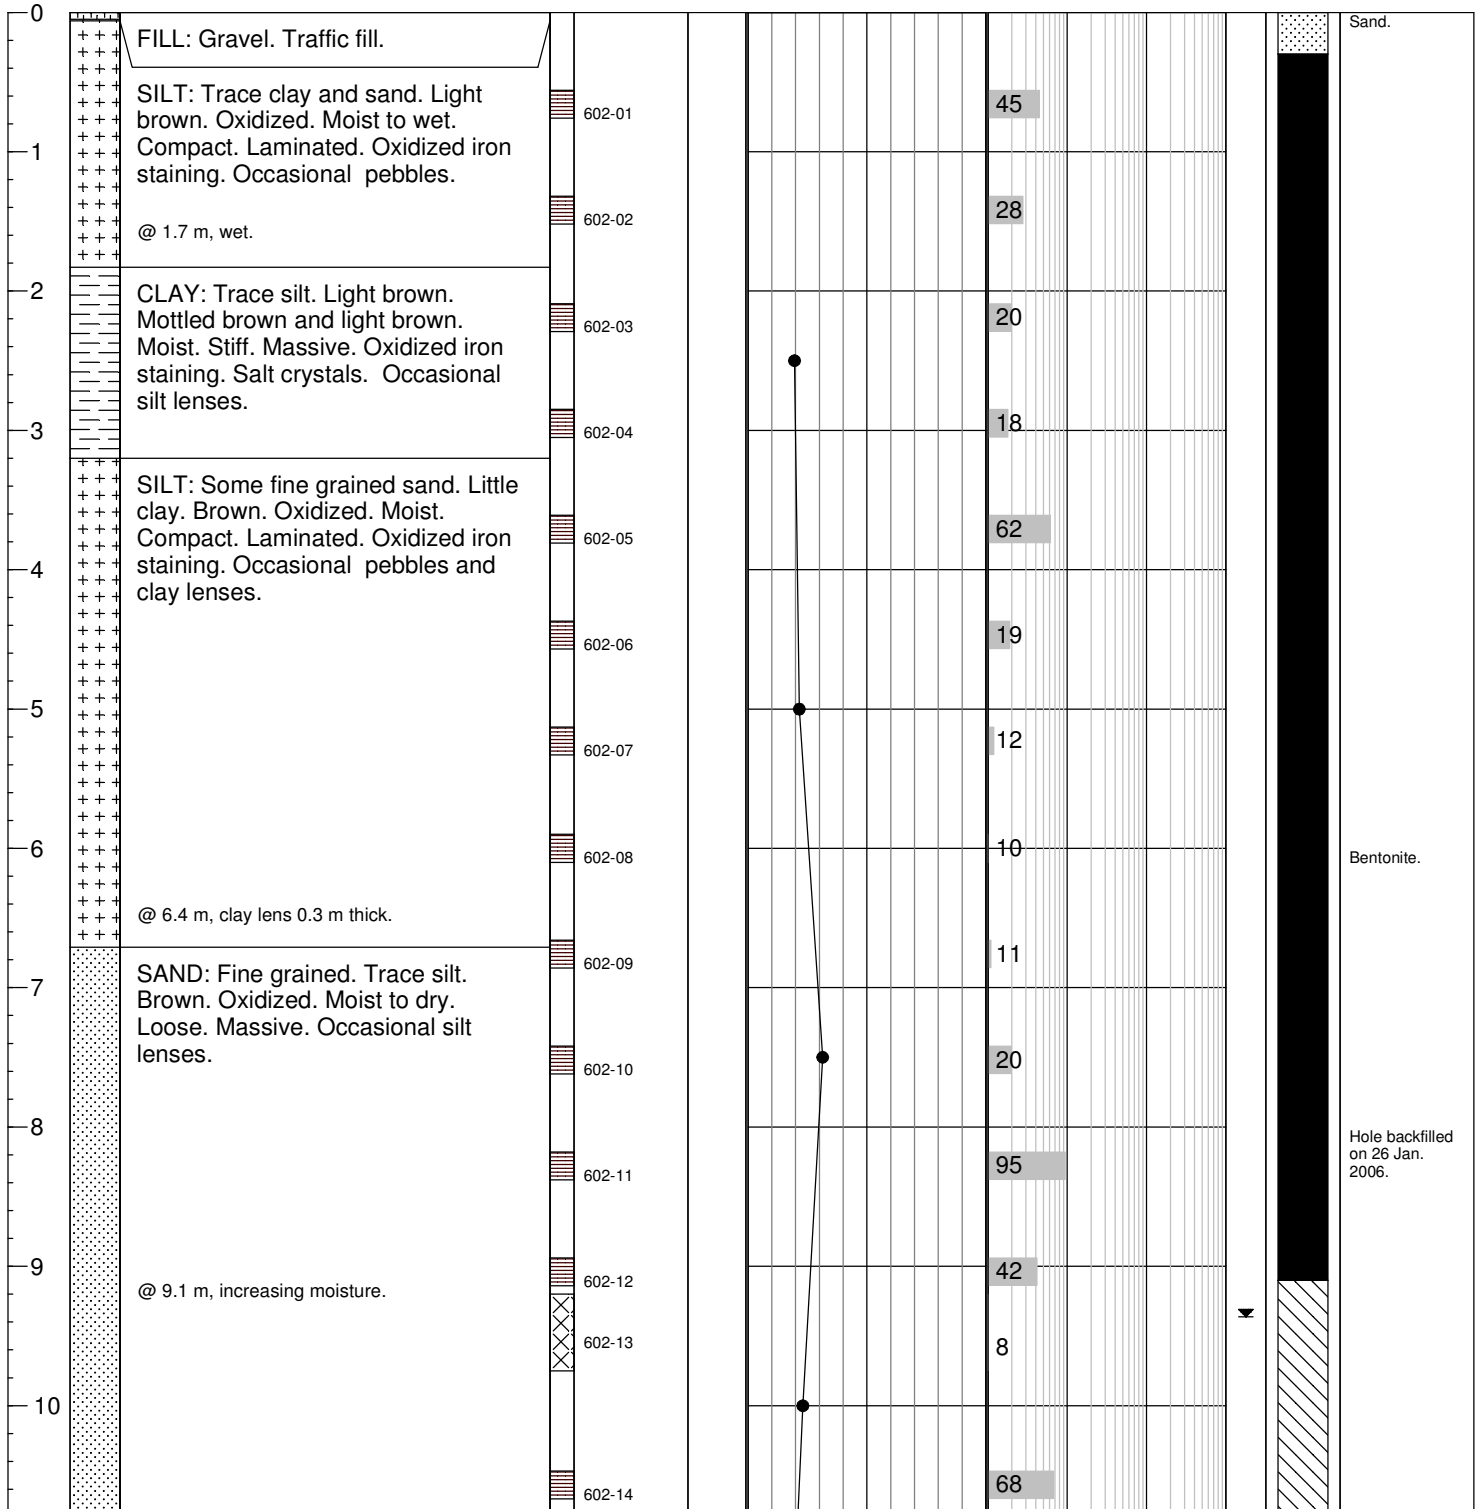 0
FILL: Gravel. Traffic fill.
Sand.
SILT: Trace clay and sand. Light
brown. Oxidized. Moist to wet.
Compact. Laminated. Oxidized iron
staining. Occasional  pebbles.
602-01
45
1
602-02
28
@ 1.7 m, wet.
2
CLAY: Trace silt. Light brown.
Mottled brown and light brown.
Moist. Stiff. Massive. Oxidized iron
staining. Salt crystals.  Occasional
silt lenses.
602-03
20
3
602-04
18
SILT: Some fine grained sand. Little
clay. Brown. Oxidized. Moist.
Compact. Laminated. Oxidized iron
staining. Occasional  pebbles and
clay lenses.
602-05
62
4
602-06
19
5
602-07
12
6
602-08
10
Bentonite.
@ 6.4 m, clay lens 0.3 m thick.
602-09
11
SAND: Fine grained. Trace silt.
Brown. Oxidized. Moist to dry.
Loose. Massive. Occasional silt
lenses.
7
602-10
20
8
602-11
95
Hole backfilled
on 26 Jan.
2006.
9
602-12
42
@ 9.1 m, increasing moisture.
602-13
8
10
602-14
68